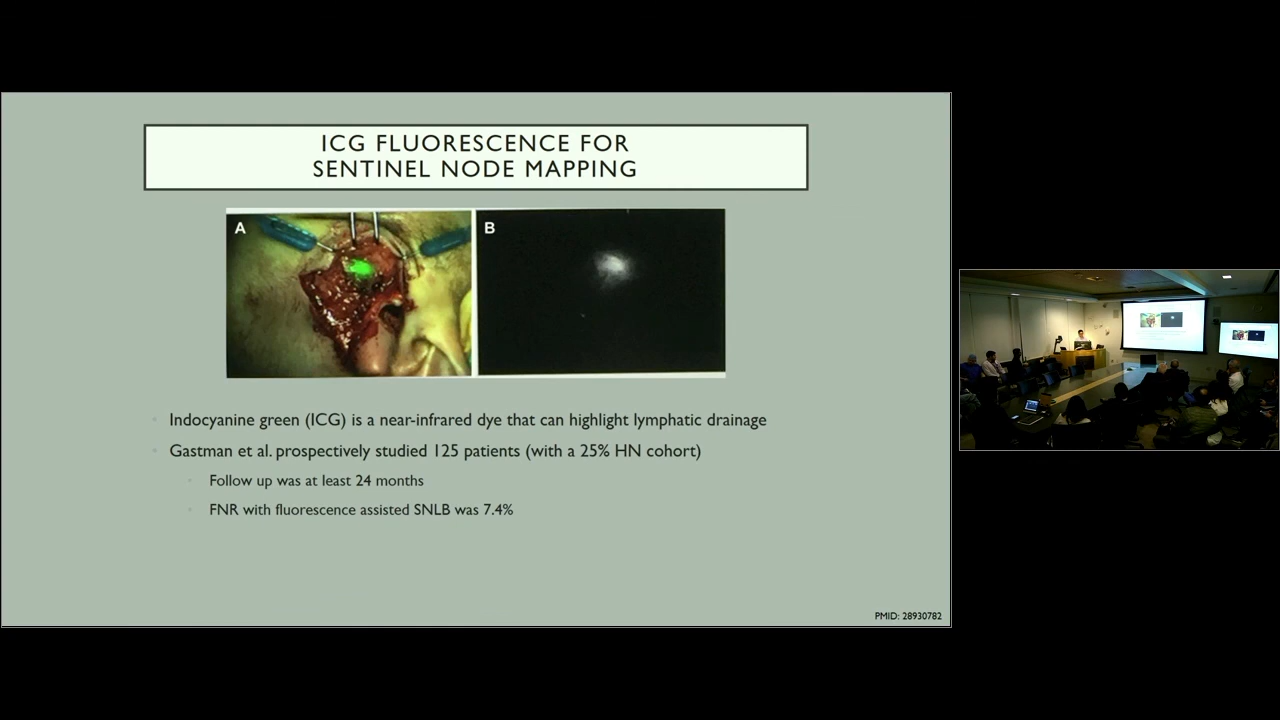 ICG FLUORESCENCE FOR
SENTINEL NODE MAPPING
A
B
Indocyanine green (ICG) is a near-infrared dye that can highlight lymphatic drainage
Gastman et al. prospectively studied 125 patients (with a 25% HN cohort)
Follow up was at least 24 months
FNR with fluorescence assisted SNLB was 7.4%
PMID: 28930782